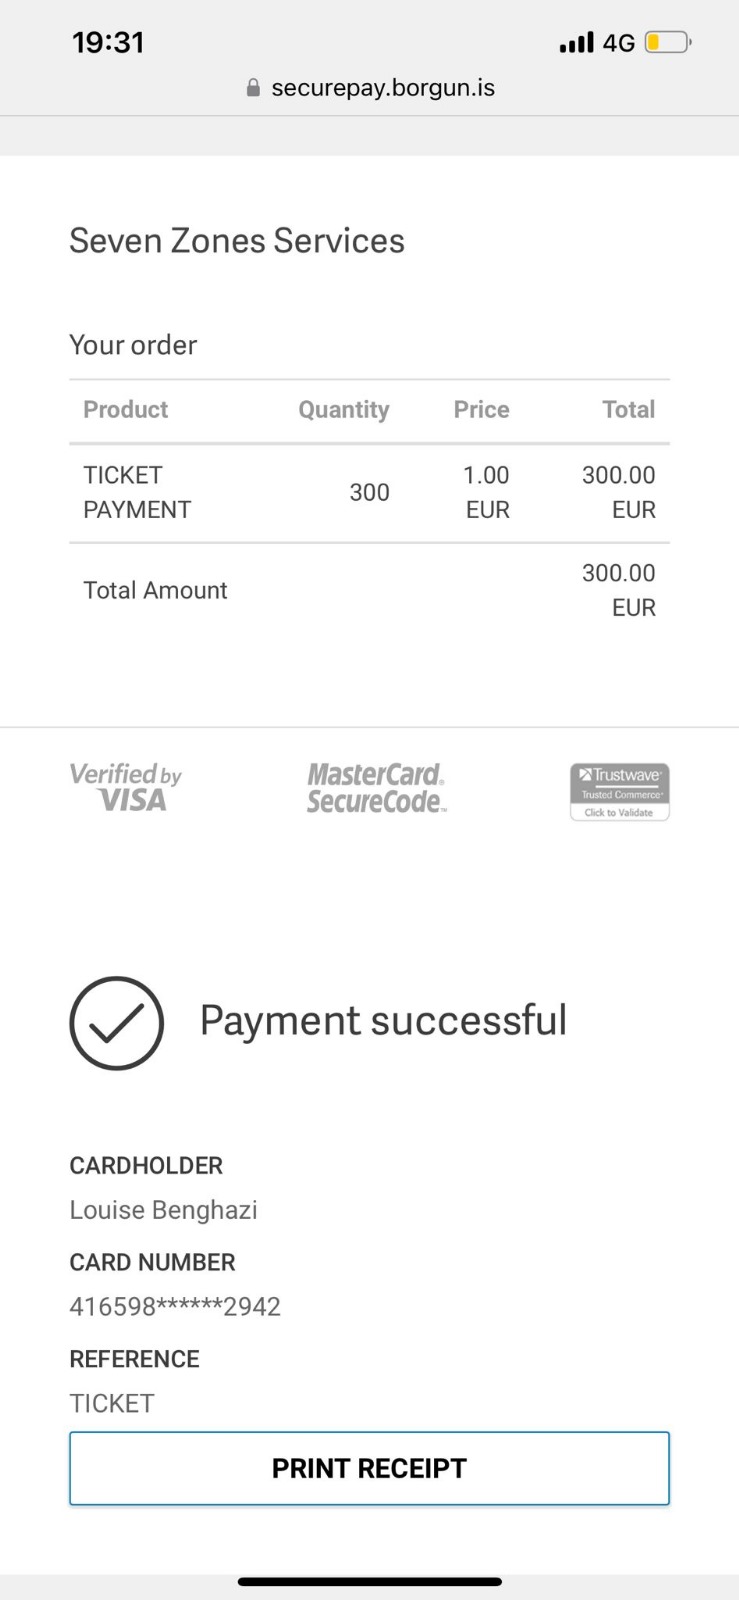 19:31
4G
securepay.borgun.is
Seven Zones Services
Your order
Product Quantity Price Total
TICKET PAYMENT 300 1.00 EUR 300.00 EUR
Total Amount 300.00 EUR
Verified by VISA
MasterCard. SecureCode.™
Trustwave®
Trusted Commerce™
Click to Validate
Payment successful
CARDHOLDER
Louise Benghazi
CARD NUMBER
416598******2942
REFERENCE
TICKET
PRINT RECEIPT